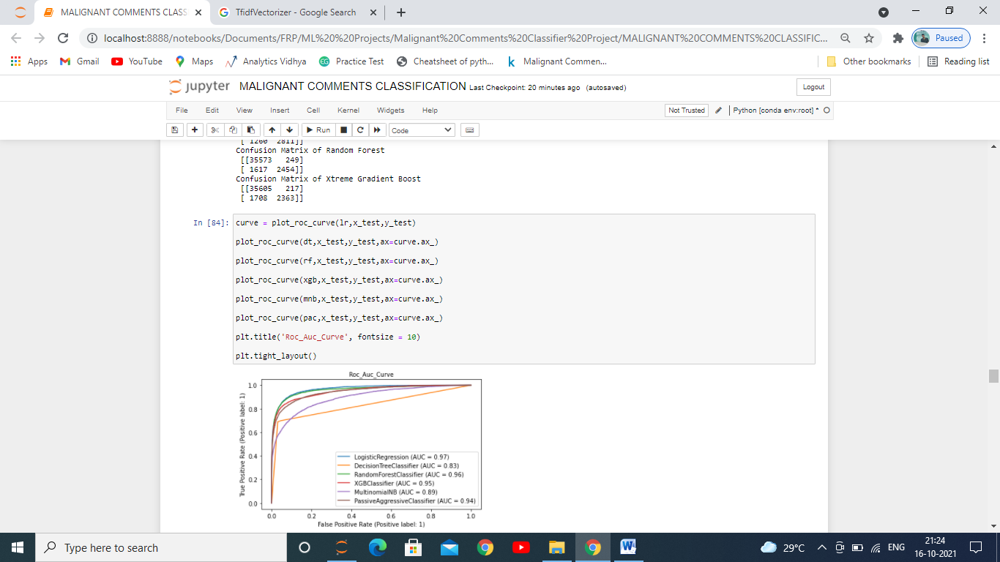 MALIGNANT COMMENTS CLASS
TfidfVectorizer - Google Search
localhost:8888/notebooks/Documents/FRP/ML%20%20Projects/Malignant%20Comments%20Classifier%20Project/MALIGNANT%20COMMENTS%20CLASSIFIC...
Paused
Apps
Gmail
YouTube
Maps
Analytics Vidhya
Practice Test
Cheatsheet of pyth...
Malignant Commen...
Other bookmarks
Reading list
jupyter
MALIGNANT COMMENTS CLASSIFICATION Last Checkpoint: 20 minutes ago (autosaved)
Logout
File Edit View Insert Cell Kernel Widgets Help
Not Trusted
Python [conda env:root] *
Run
Code
[ 1260 2811]]
Confusion Matrix of Random Forest
[[35573 249]
[ 1617 2454]]
Confusion Matrix of Xtreme Gradient Boost
[[35605 217]
[ 1708 2363]]
In [84]:
curve = plot_roc_curve(lr,x_test,y_test)
plot_roc_curve(dt,x_test,y_test,ax=curve.ax_)
plot_roc_curve(rf,x_test,y_test,ax=curve.ax_)
plot_roc_curve(xgb,x_test,y_test,ax=curve.ax_)
plot_roc_curve(mnb,x_test,y_test,ax=curve.ax_)
plot_roc_curve(pac,x_test,y_test,ax=curve.ax_)
plt.title('Roc_Auc_Curve', fontsize = 10)
plt.tight_layout()
Roc_Auc_Curve
True Positive Rate (Positive label: 1)
1.0
0.8
0.6
0.4
0.2
0.0
LogisticRegression (AUC = 0.97)
DecisionTreeClassifier (AUC = 0.83)
RandomForestClassifier (AUC = 0.96)
XGBClassifier (AUC = 0.95)
MultinomialNB (AUC = 0.89)
PassiveAggressiveClassifier (AUC = 0.94)
0.0 0.2 0.4 0.6 0.8 1.0
False Positive Rate (Positive label: 1)
Type here to search
29°C
ENG
21:24
16-10-2021